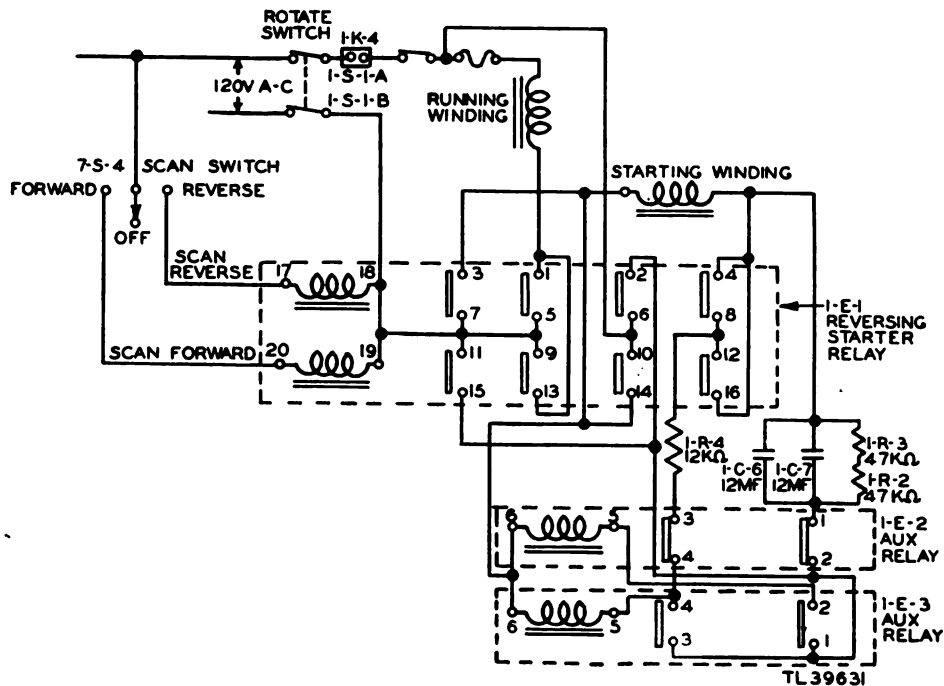 ROTATE
SWITCH
1-K-4
1-S-1-A
120V A-C
1-S-1-B
RUNNING
WINDING
7-S-4 SCAN SWITCH
FORWARD
REVERSE
OFF
STARTING WINDING
SCAN
REVERSE
17
18
3
1
2
4
7
5
6
8
1-E-1
REVERSING
STARTER
RELAY
SCAN FORWARD
20
19
11
9
10
12
15
13
14
16
1-R-4
12KΩ
1-C-6
12MF
1-C-7
12MF
1-R-3
47KΩ
1-R-2
47KΩ
6
5
3
1
4
2
1-E-2
AUX
RELAY
6
5
4
2
3
1
1-E-3
AUX
RELAY
TL39631